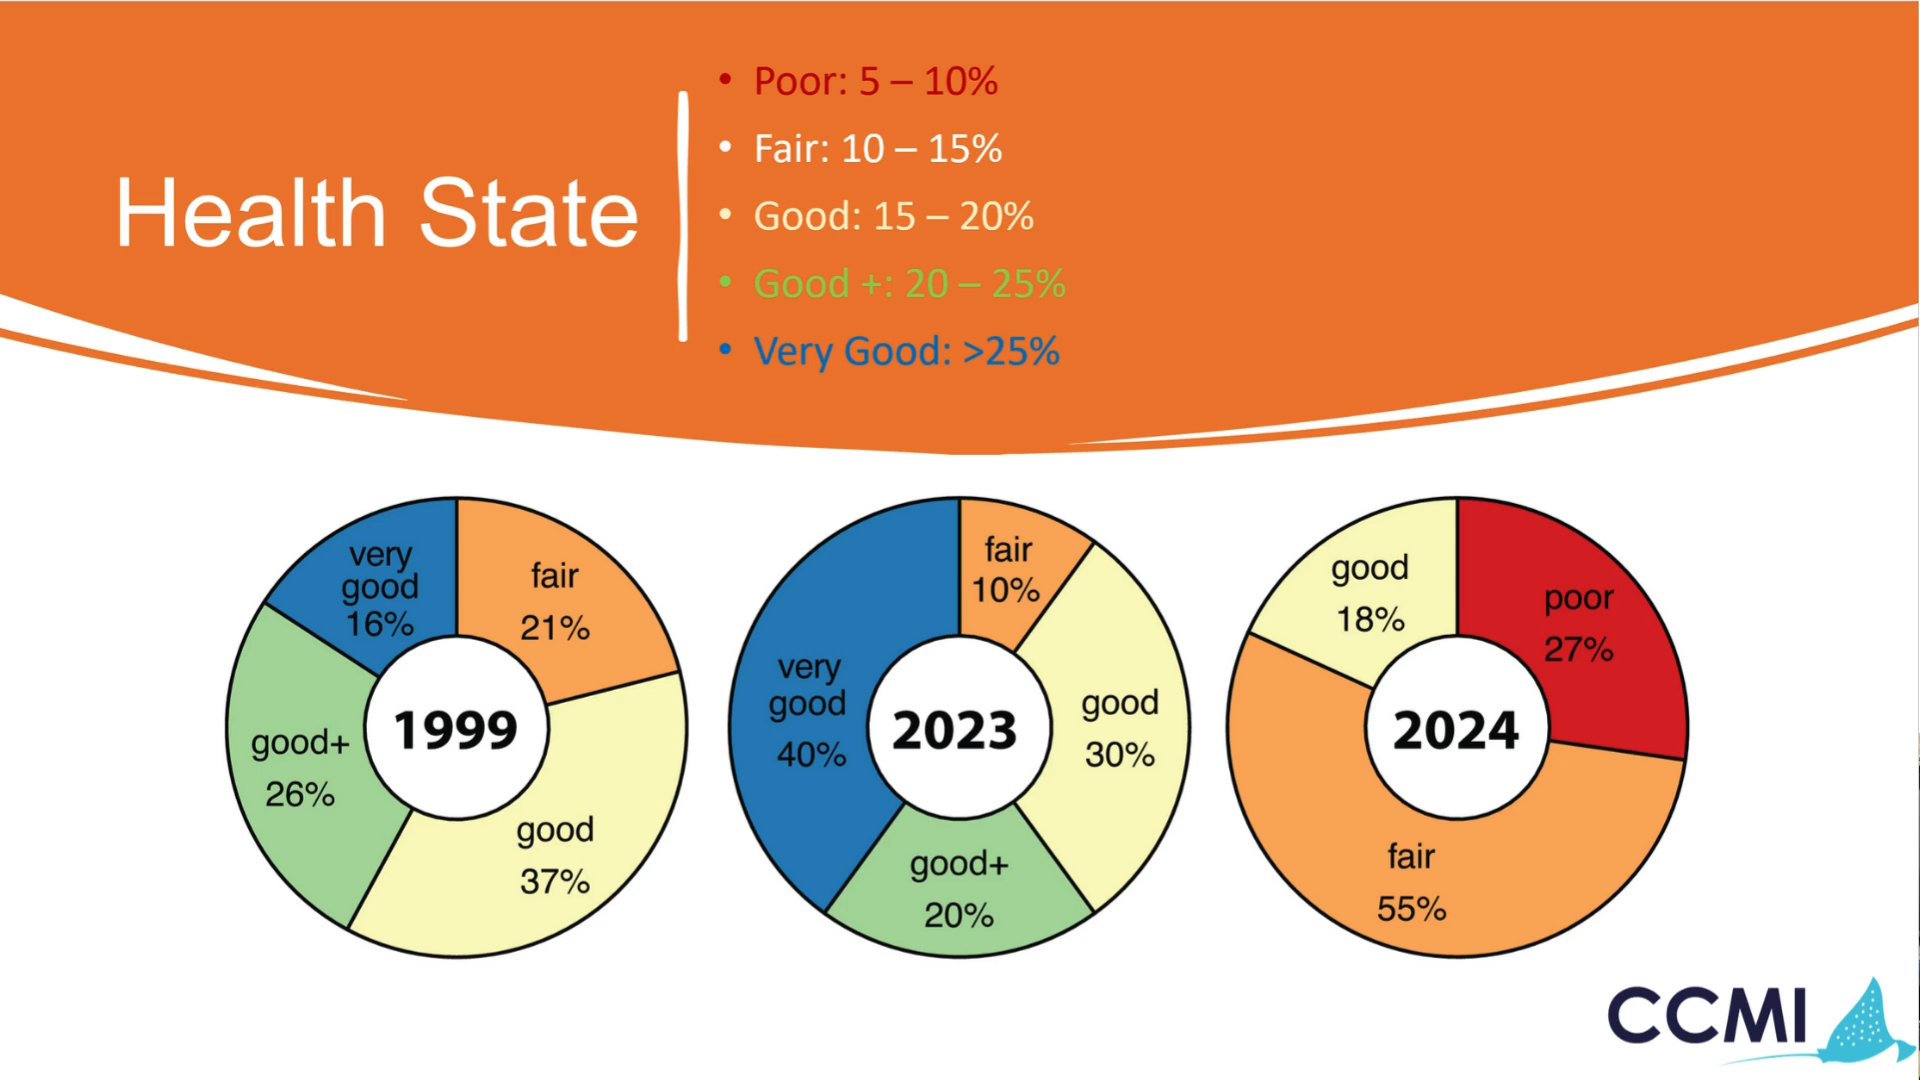 Health State
• Poor: 5 – 10%
• Fair: 10 – 15%
• Good: 15 – 20%
• Good +: 20 – 25%
• Very Good: >25%
very
good
16%
fair
21%
good+
26%
1999
good
37%
fair
10%
very
good
40%
2023
good
30%
good+
20%
good
18%
poor
27%
2024
fair
55%
CCMI